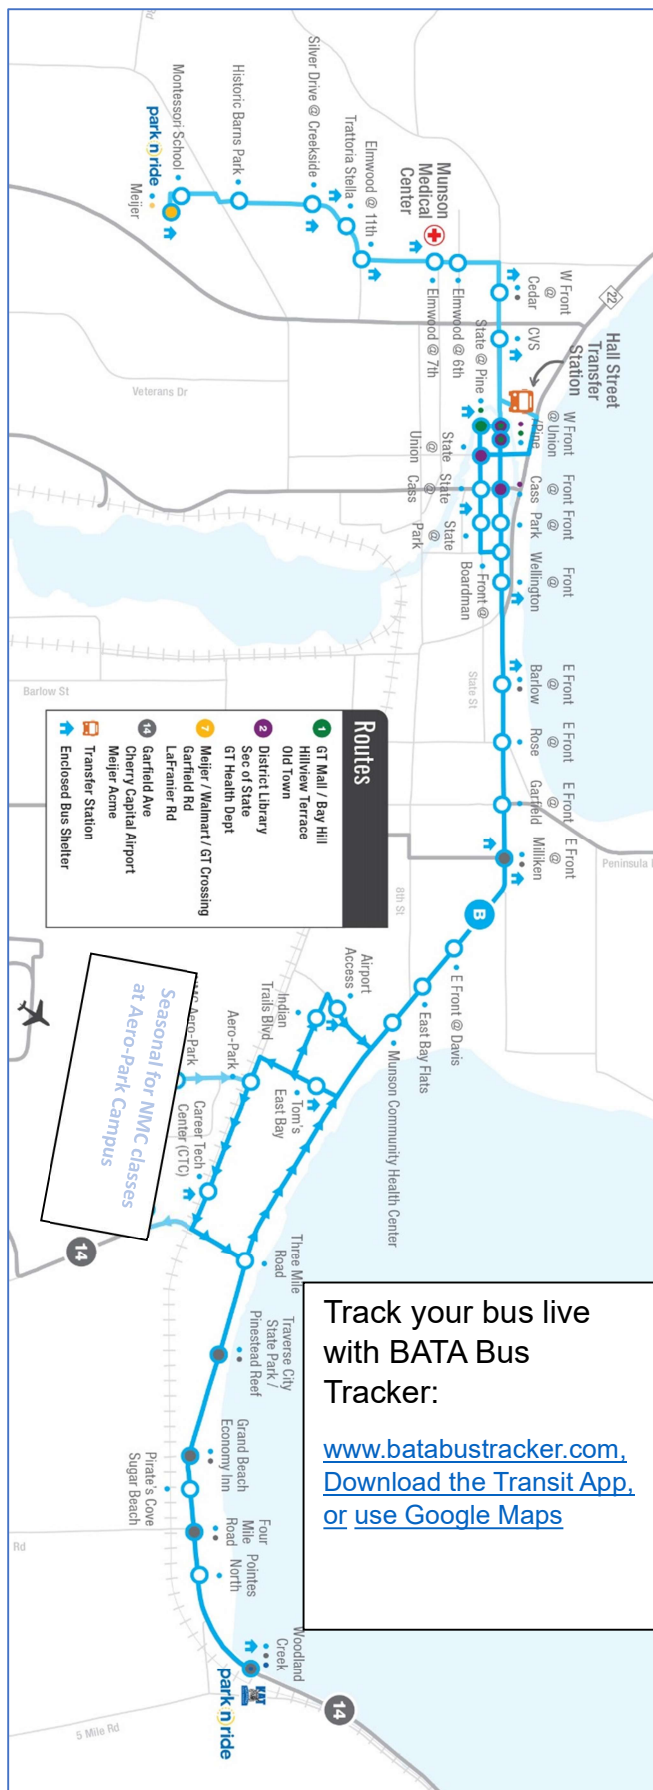 Montessori School
park n ride
Meijer
Historic Barns Park
Silver Drive @ Creekside
Trattoria Stella
Elmwood @ 11th
Munson
Medical
Center
Elmwood @ 7th
Elmwood @ 6th
W Front
@
Cedar
22
CVS
Hall Street
Transfer
Station
State @ Pine
W Front
@ Union
/Pine
State
@
Union
Front
@
Cass
State
@
Cass
Front
@
Park
State
@
Park
Front
@
Wellington
Front @
Boardman
E Front
@
Barlow
E Front
@
Rose
E Front
@
Garfield
E Front
@
Milliken
Veterans Dr
Barlow St
State St
8th St
Peninsula
B
E Front @ Davis
East Bay Flats
Munson Community Health Center
Airport
Access
Indian
Trails Blvd
Tom's
East Bay
Aero-Park
Aero-Park
Career Tech
Center (CTC)
Three Mile
Road
Traverse City
State Park /
Pinestead Reef
Grand Beach
Economy Inn
Pirate's Cove
Sugar Beach
Four
Mile
Road
Pointes
North
Woodland
Creek
KAT
park n ride
14
14
5 Mile Rd
Rd
Rd
Routes
1 GT Mall / Bay Hill
Hillview Terrace
Old Town
2 District Library
Sec of State
GT Health Dept
7 Meijer / Walmart / GT Crossing
Garfield Rd
LaFranier Rd
14 Garfield Ave
Cherry Capital Airport
Meijer Acme
Transfer Station
Enclosed Bus Shelter
Seasonal for NMC classes
at Aero-Park Campus
Track your bus live
with BATA Bus
Tracker:
www.batabustracker.com,
Download the Transit App,
or use Google Maps